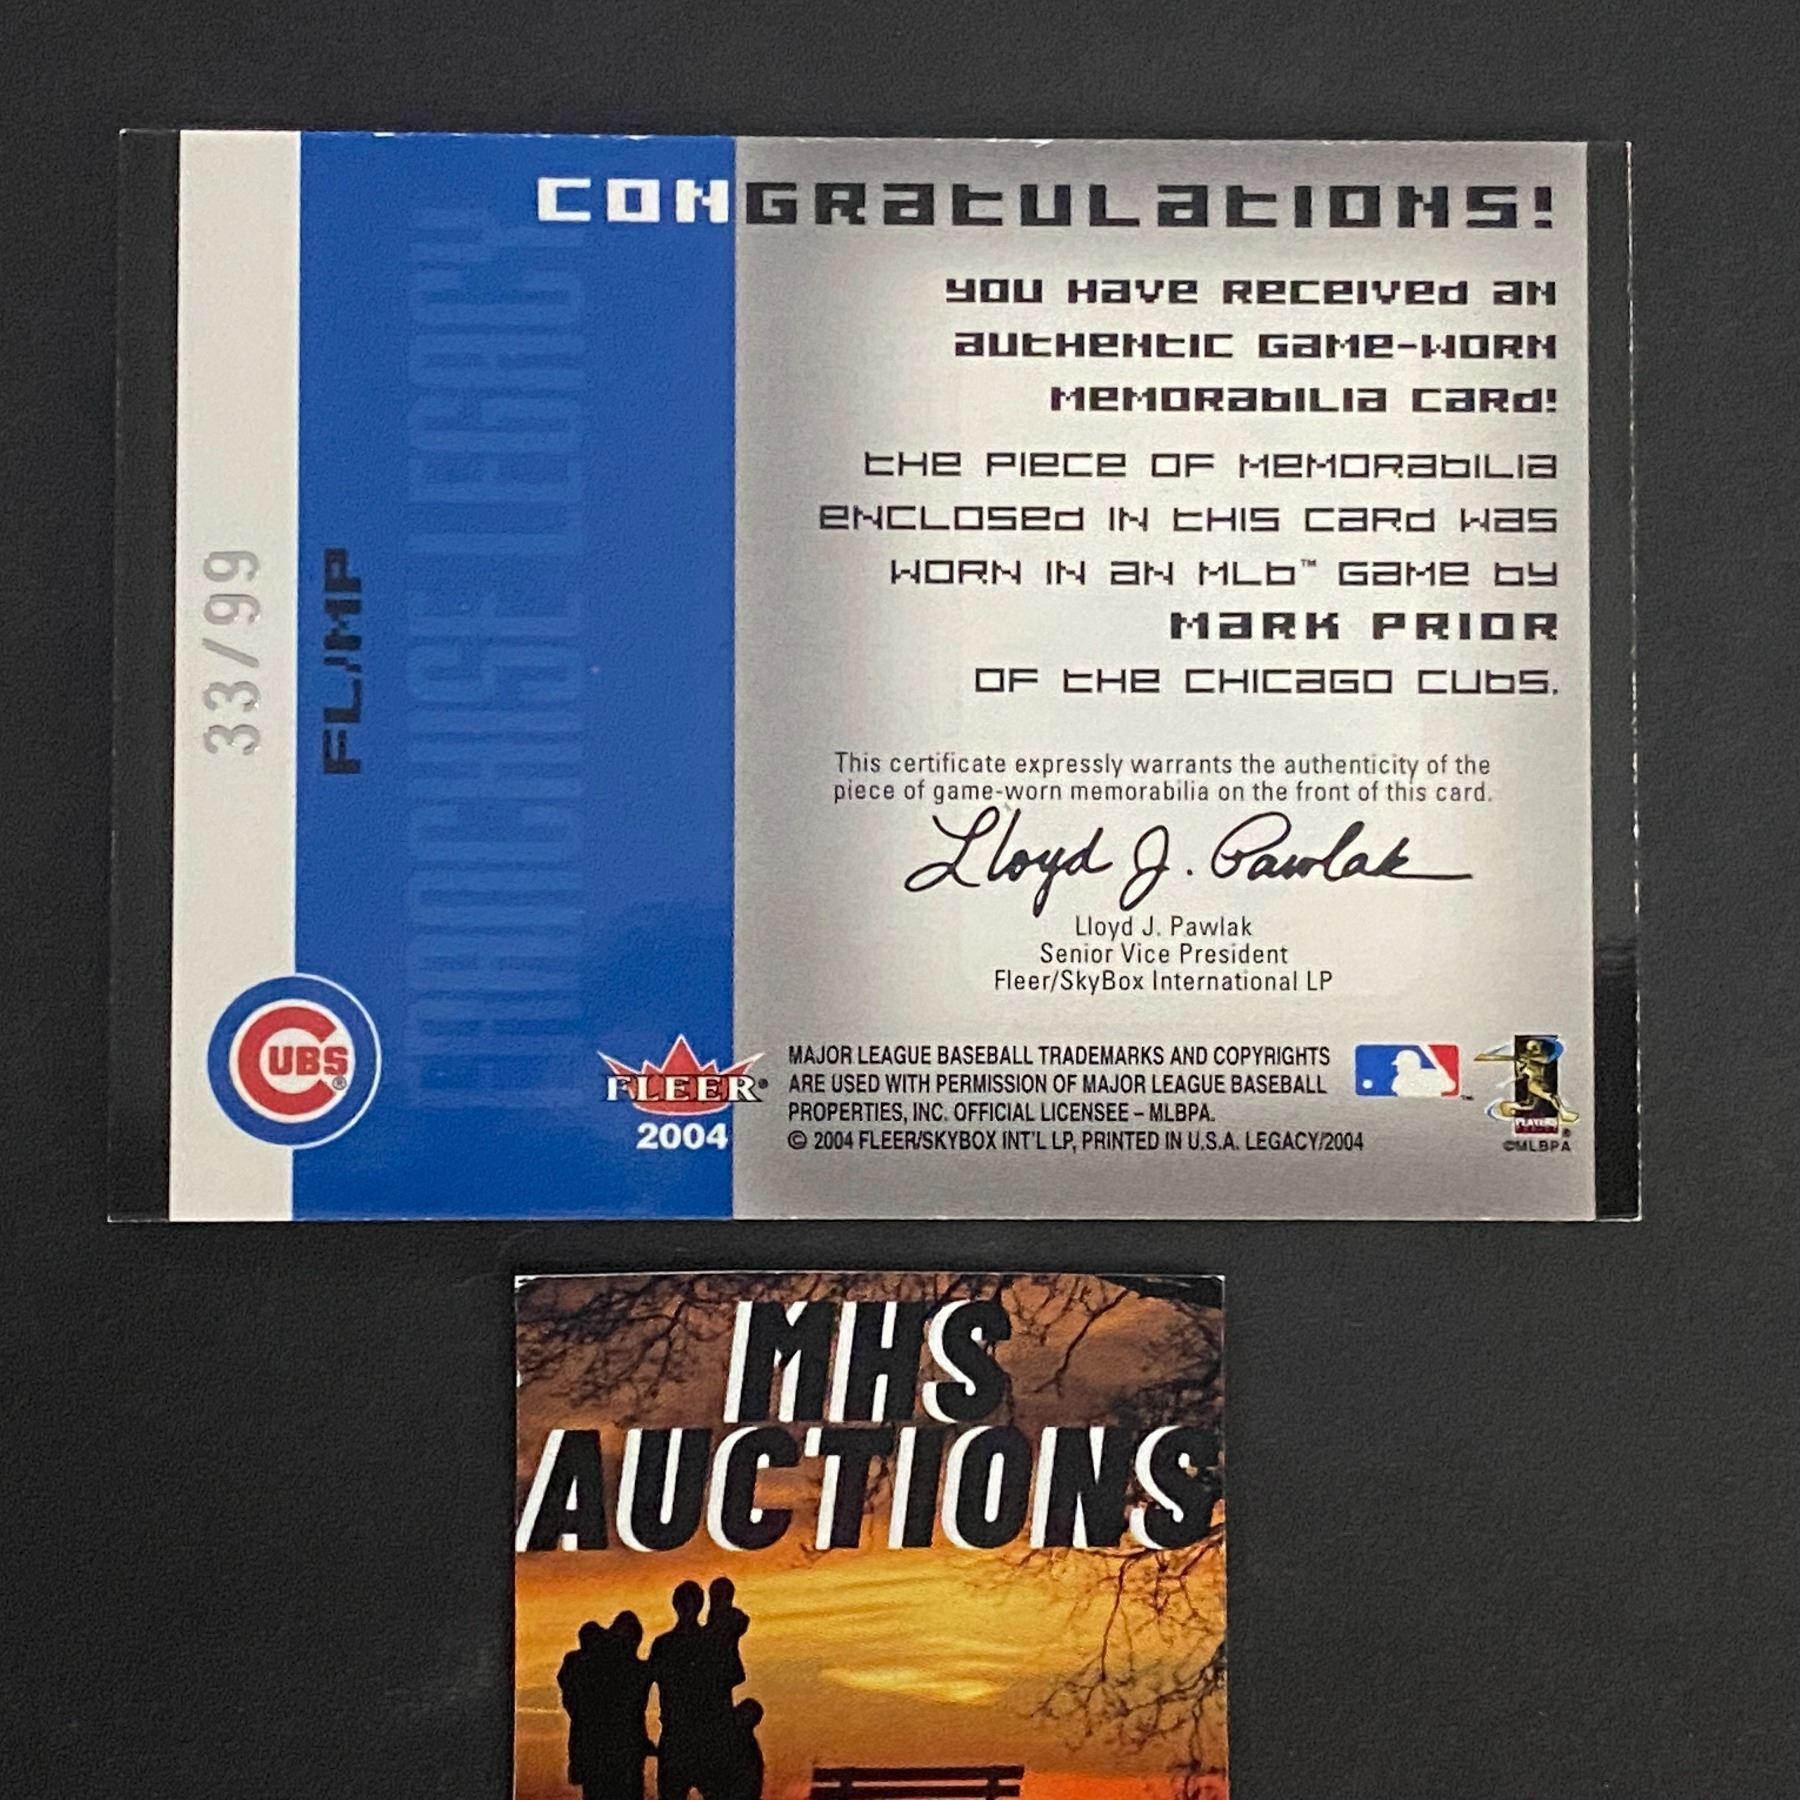 CONGRATULATIONS!
YOU HAVE RECEIVED AN
AUTHENTIC GAME-WORN
MEMORABILIA CARD!
THE PIECE OF MEMORABILIA
ENCLOSED IN THIS CARD WAS
WORN IN AN MLB™ GAME BY
MARK PRIOR
OF THE CHICAGO CUBS.
This certificate expressly warrants the authenticity of the
piece of game-worn memorabilia on the front of this card.
Lloyd J. Pawlak
Lloyd J. Pawlak
Senior Vice President
Fleer/SkyBox International LP
33/99
FL/MP
FRANCHISE LEGACY
CUBS®
FLEER®
2004
MAJOR LEAGUE BASEBALL TRADEMARKS AND COPYRIGHTS
ARE USED WITH PERMISSION OF MAJOR LEAGUE BASEBALL
PROPERTIES, INC. OFFICIAL LICENSEE – MLBPA.
© 2004 FLEER/SKYBOX INT'L LP, PRINTED IN U.S.A. LEGACY/2004
PLAYERS
©MLBPA
MHS
AUCTIONS